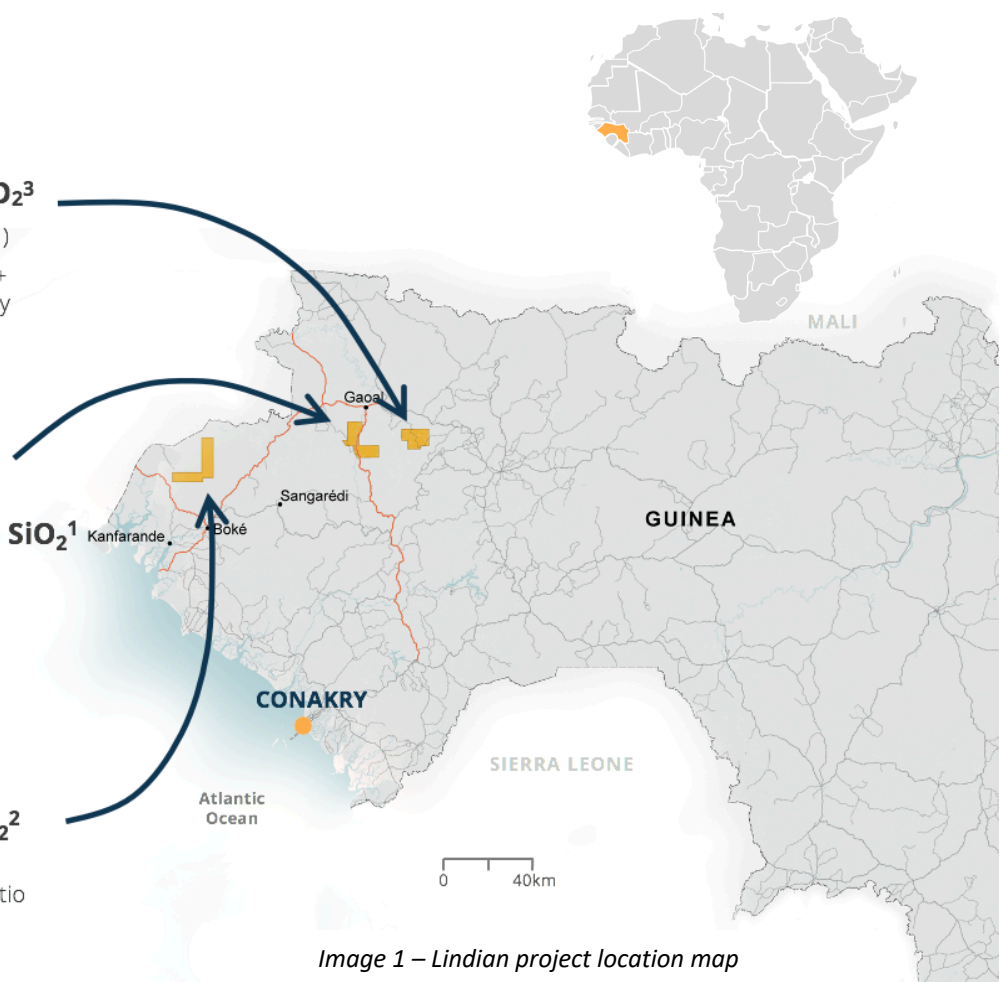 MALI
)
+
y
Gaoal
Sangarédi
GUINEA
SiO₂¹
Kanfarande
Boké
CONAKRY
SIERRA LEONE
Atlantic
Ocean
₂²
tio
0 40km
Image 1 – Lindian project location map